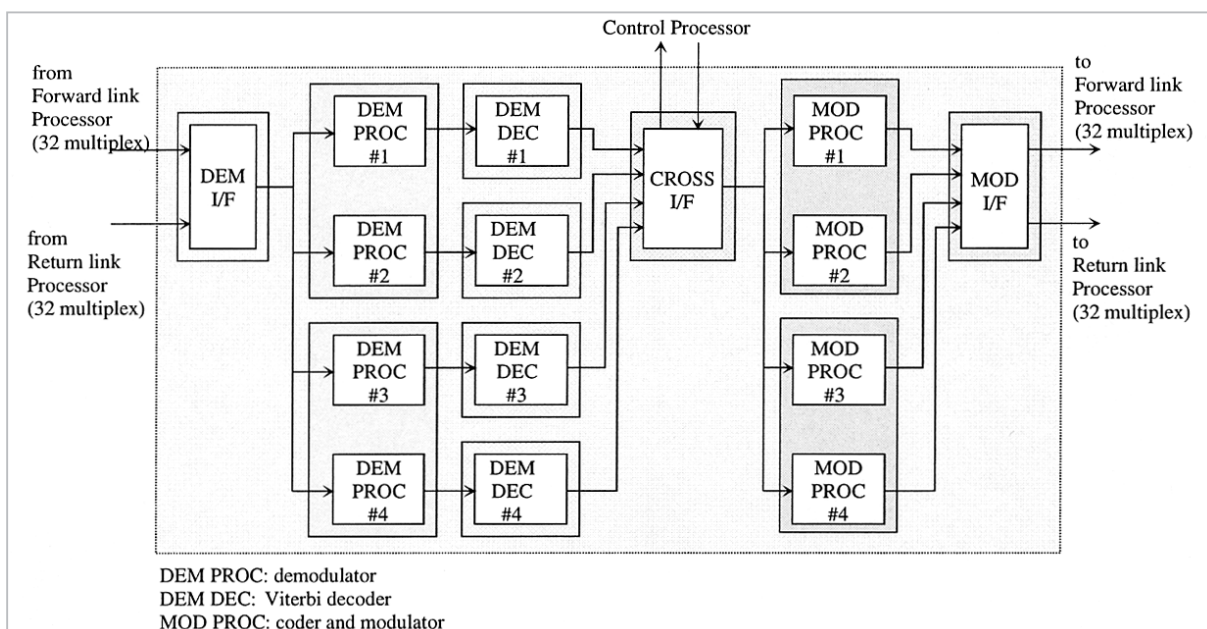 Control Processor
from
Forward link
Processor
(32 multiplex)
from
Return link
Processor
(32 multiplex)
DEM
I/F
DEM
PROC
#1
DEM
PROC
#2
DEM
PROC
#3
DEM
PROC
#4
DEM
DEC
#1
DEM
DEC
#2
DEM
DEC
#3
DEM
DEC
#4
CROSS
I/F
MOD
PROC
#1
MOD
PROC
#2
MOD
PROC
#3
MOD
PROC
#4
MOD
I/F
to
Forward link
Processor
(32 multiplex)
to
Return link
Processor
(32 multiplex)
DEM PROC: demodulator
DEM DEC: Viterbi decoder
MOD PROC: coder and modulator